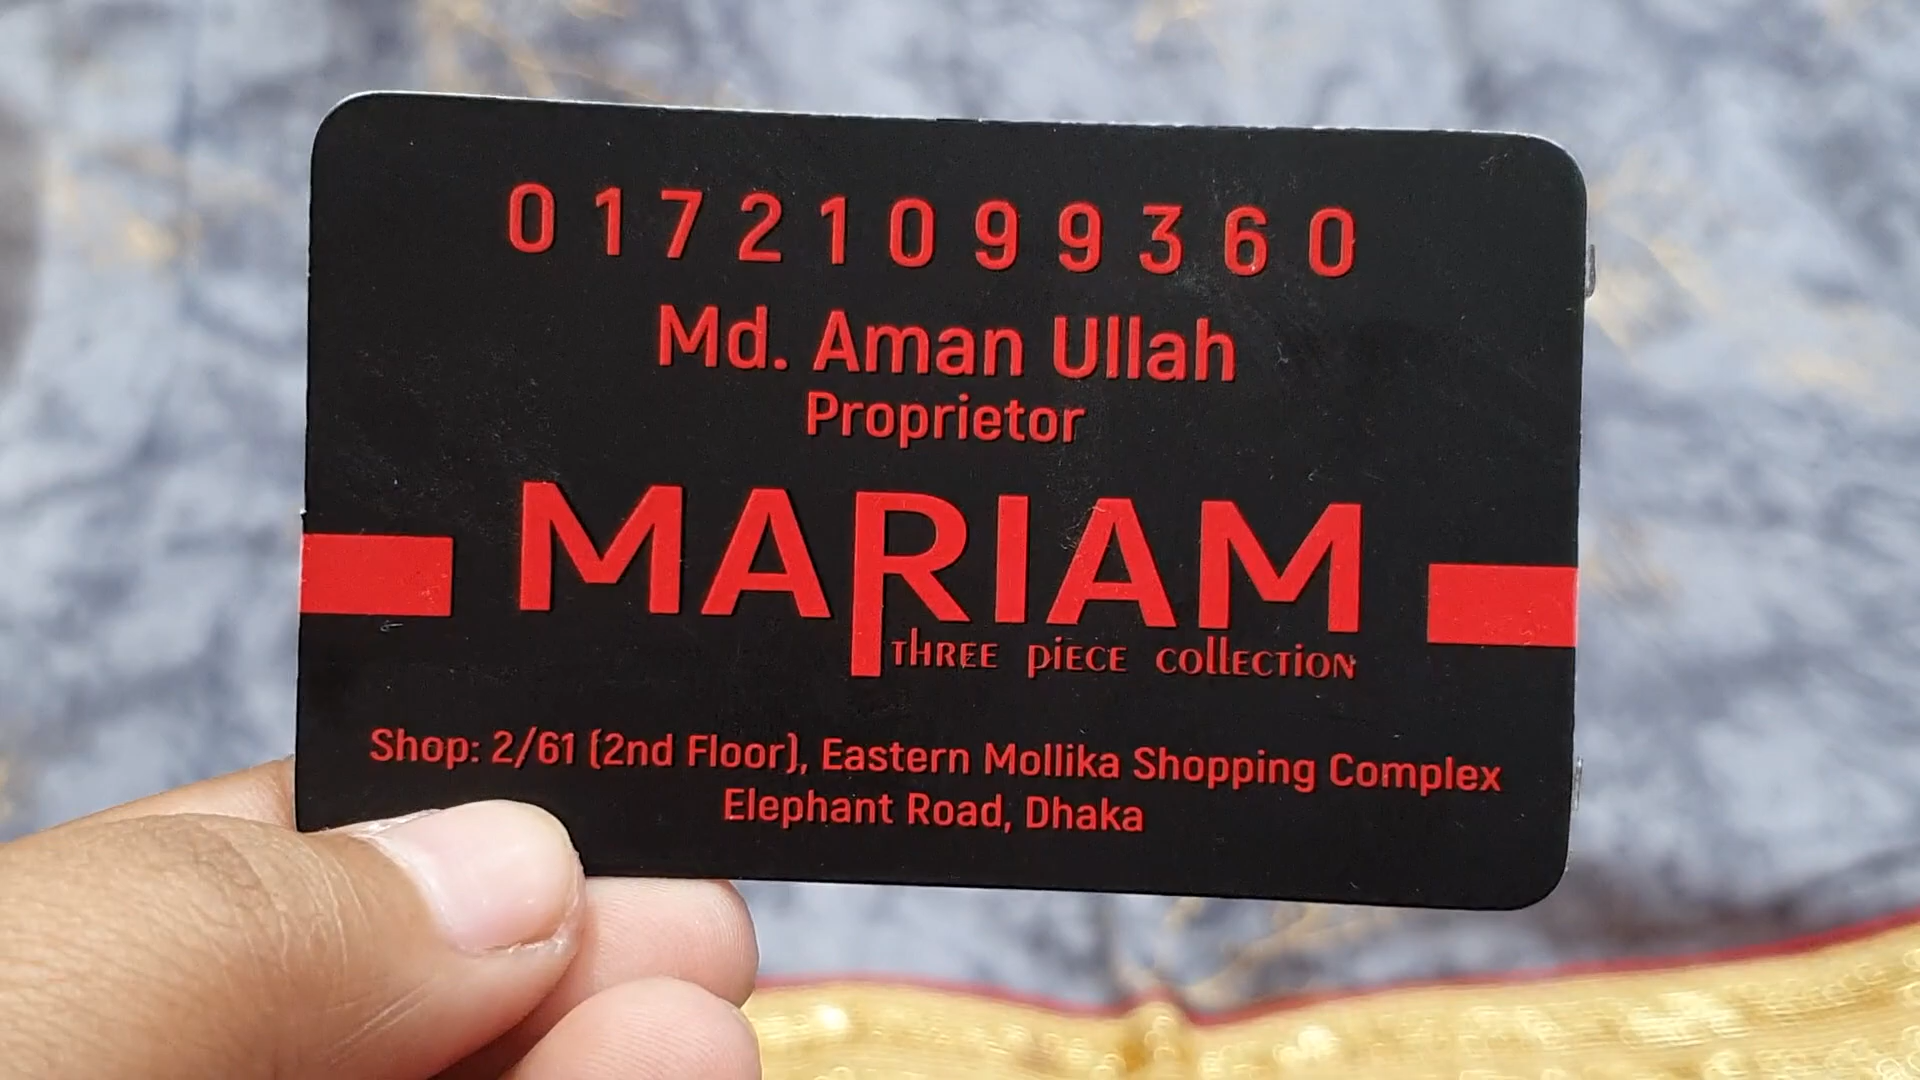 01721099360
Md. Aman Ullah
Proprietor
MARIAM
THREE PIECE COLLECTION
Shop: 2/61 (2nd Floor), Eastern Mollika Shopping Complex
Elephant Road, Dhaka